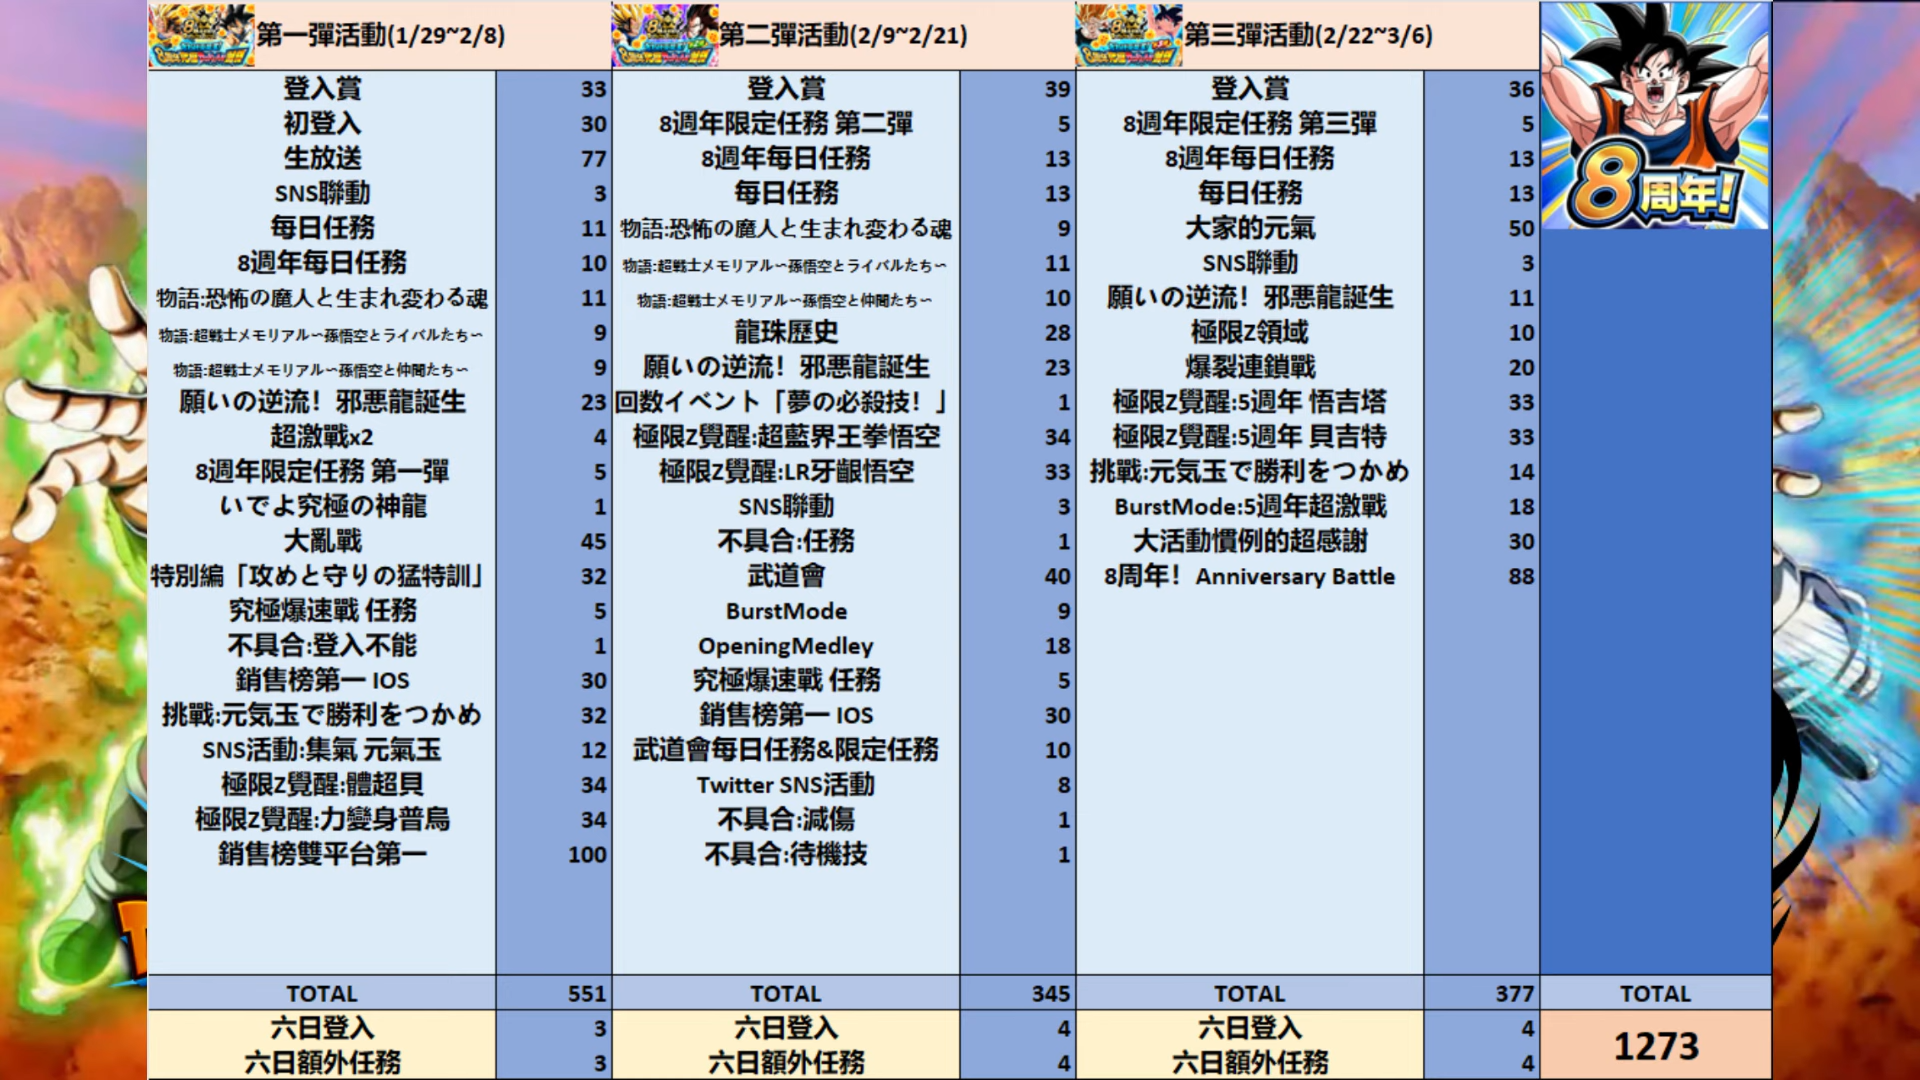 第一彈活動(1/29~2/8)
登入賞 33
初登入 30
生放送 77
SNS聯動 3
每日任務 11
8週年每日任務 10
物語:恐怖の魔人と生まれ変わる魂 11
物語:超戦士メモリアル~孫悟空とライバルたち~ 9
物語:超戦士メモリアル~孫悟空と仲間たち~ 9
願いの逆流！邪悪龍誕生 23
超激戰x2 4
8週年限定任務 第一彈 5
いでよ究極の神龍 1
大亂戰 45
特別編「攻めと守りの猛特訓」 32
究極爆速戰 任務 5
不具合:登入不能 1
銷售榜第一 IOS 30
挑戰:元気玉で勝利をつかめ 32
SNS活動:集氣 元氣玉 12
極限Z覺醒:體超貝 34
極限Z覺醒:力變身普烏 34
銷售榜雙平台第一 100
TOTAL 551
六日登入 3
六日額外任務 3
第二彈活動(2/9~2/21)
登入賞 39
8週年限定任務 第二彈 5
8週年每日任務 13
每日任務 13
物語:恐怖の魔人と生まれ変わる魂 9
物語:超戦士メモリアル~孫悟空とライバルたち~ 11
物語:超戦士メモリアル~孫悟空と仲間たち~ 10
龍珠歷史 28
願いの逆流！邪悪龍誕生 23
回数イベント「夢の必殺技！」 1
極限Z覺醒:超藍界王拳悟空 34
極限Z覺醒:LR牙齦悟空 33
SNS聯動 3
不具合:任務 1
武道會 40
BurstMode 9
OpeningMedley 18
究極爆速戰 任務 5
銷售榜第一 IOS 30
武道會每日任務&限定任務 10
Twitter SNS活動 8
不具合:減傷 1
不具合:待機技 1
TOTAL 345
六日登入 4
六日額外任務 4
第三彈活動(2/22~3/6)
登入賞 36
8週年限定任務 第三彈 5
8週年每日任務 13
每日任務 13
大家的元氣 50
SNS聯動 3
願いの逆流！邪悪龍誕生 11
極限Z領域 10
爆裂連鎖戰 20
極限Z覺醒:5週年 悟吉塔 33
極限Z覺醒:5週年 貝吉特 33
挑戰:元気玉で勝利をつかめ 14
BurstMode:5週年超激戰 18
大活動慣例的超感謝 30
8周年！Anniversary Battle 88
TOTAL 377
六日登入 4
六日額外任務 4
8周年!
TOTAL
1273